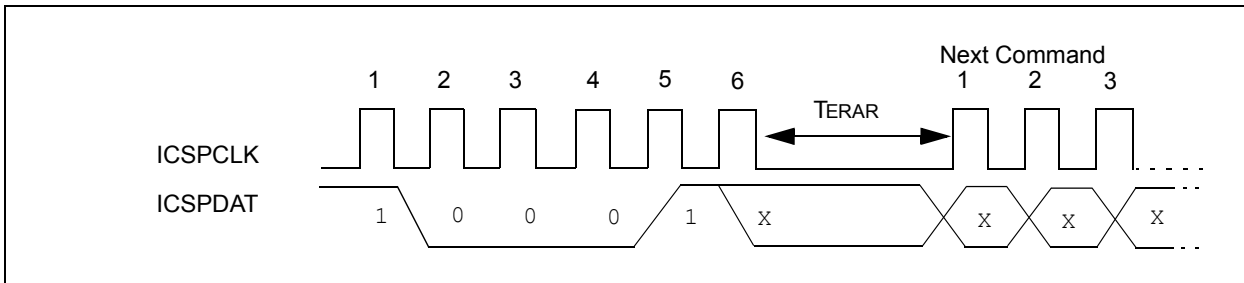 Next Command
1 2 3 4 5 6 1 2 3
TERAR
ICSPCLK
ICSPDAT
1 0 0 0 1 X X X X